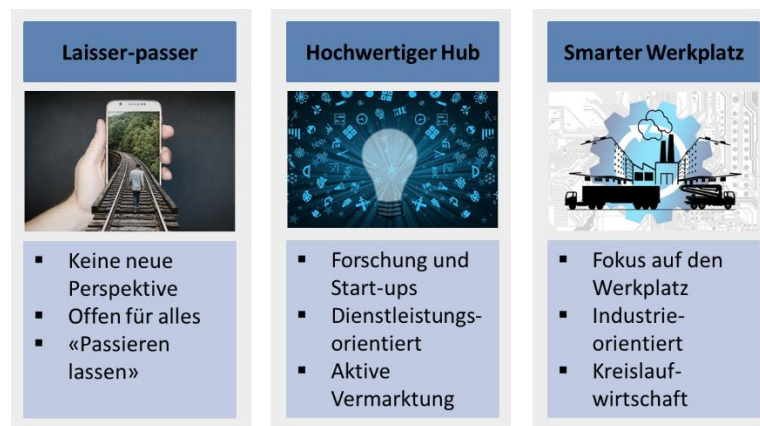 Laisser-passer
▪ Keine neue
Perspektive
▪ Offen für alles
▪ «Passieren
lassen»
Hochwertiger Hub
▪ Forschung und
Start-ups
▪ Dienstleistungs-
orientiert
▪ Aktive
Vermarktung
Smarter Werkplatz
▪ Fokus auf den
Werkplatz
▪ Industrie-
orientiert
▪ Kreislauf-
wirtschaft